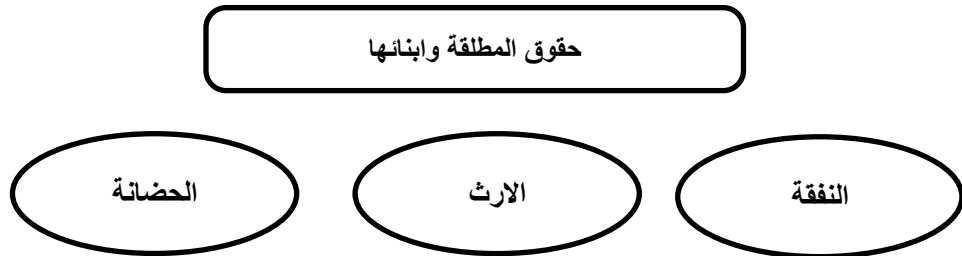 حقوق المطلقة وابنائها
النفقة
الارث
الحضانة